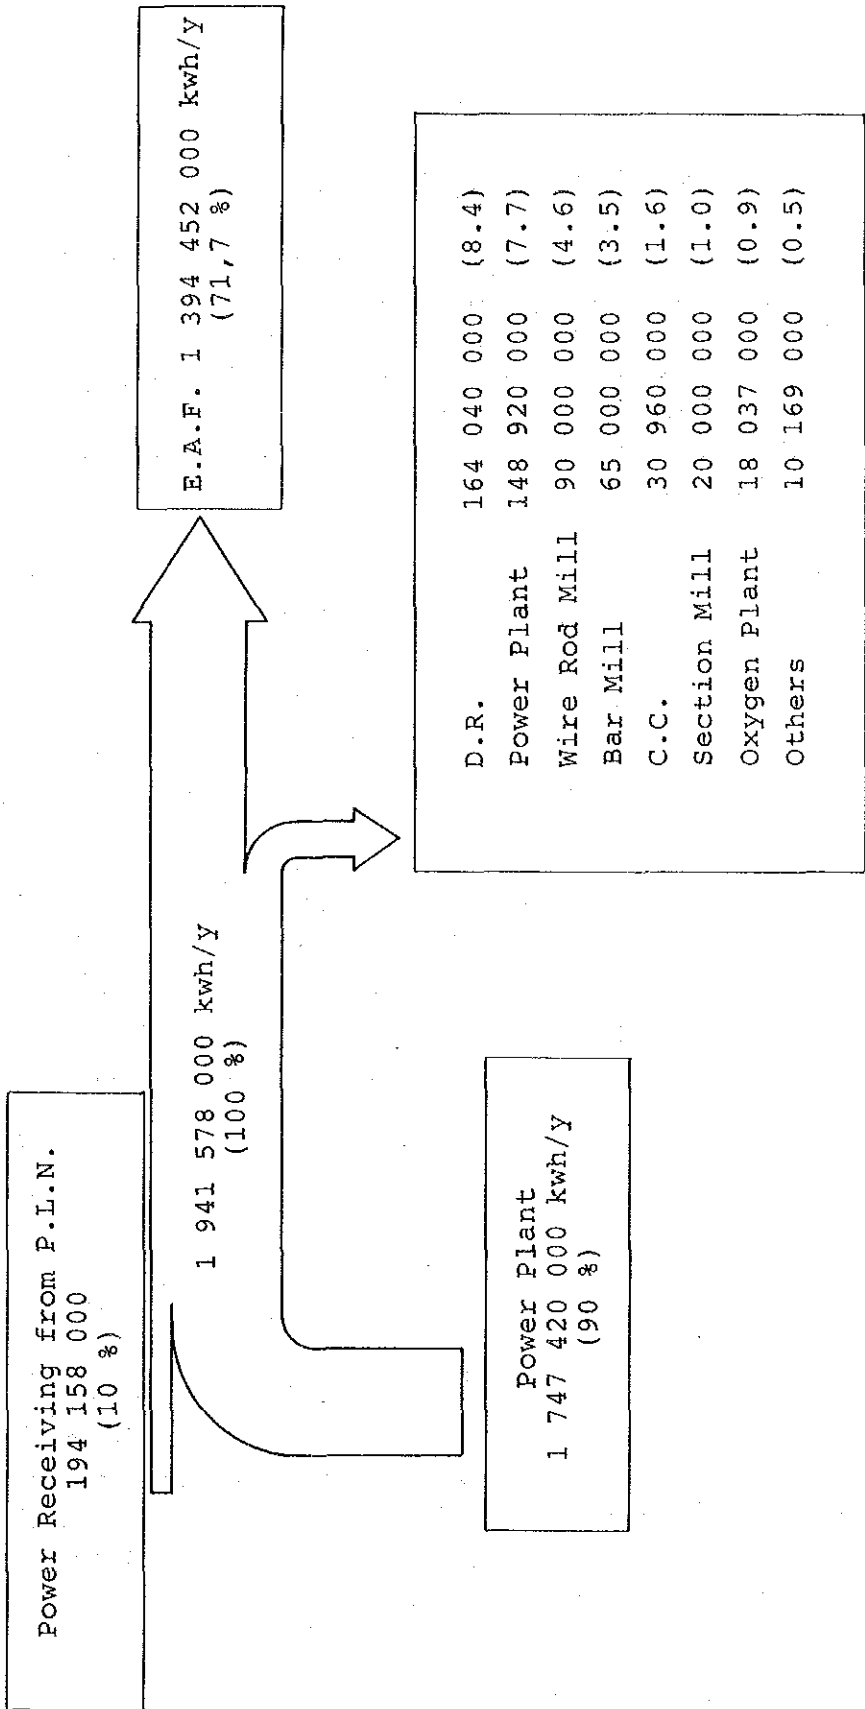 Power Receiving from P.L.N.
194 158 000
(10 %)
1 941 578 000 kwh/y
(100 %)
E.A.F. 1 394 452 000 kwh/y
(71,7 %)
Power Plant
1 747 420 000 kwh/y
(90 %)
D.R. 164 040 000 (8.4)
Power Plant 148 920 000 (7.7)
Wire Rod Mill 90 000 000 (4.6)
Bar Mill 65 000 000 (3.5)
C.C. 30 960 000 (1.6)
Section Mill 20 000 000 (1.0)
Oxygen Plant 18 037 000 (0.9)
Others 10 169 000 (0.5)